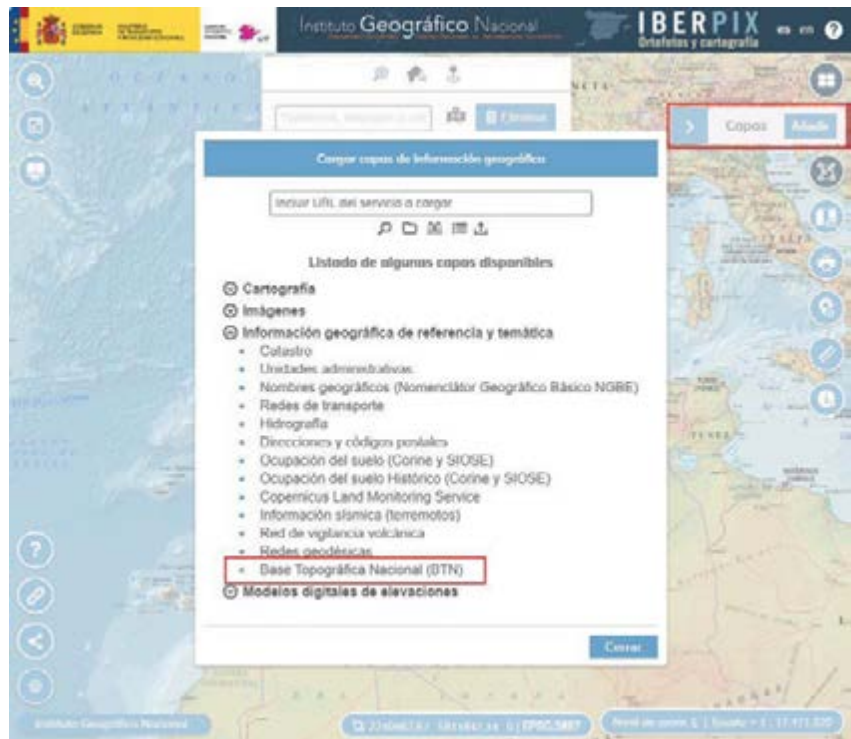 Instituto Geográfico Nacional
IBERPIX
Ortofotos y cartografía
es en ?
Capas Añadir
Cargar capas de información geográfica
Incluir URL del servicio a cargar
Listado de algunas capas disponibles
Cartografía
Imágenes
Información geográfica de referencia y temática
Catastro
Unidades administrativas
Nombres geográficos (Nomenclátor Geográfico Básico NGBE)
Redes de transporte
Hidrografía
Direcciones y códigos postales
Ocupación del suelo (Corine y SIOSE)
Ocupación del suelo Histórico (Corine y SIOSE)
Copernicus Land Monitoring Service
Información sísmica (terremotos)
Red de vigilancia volcánica
Redes geodésicas
Base Topográfica Nacional (BTN)
Modelos digitales de elevaciones
Cerrar
?
Instituto Geográfico Nacional